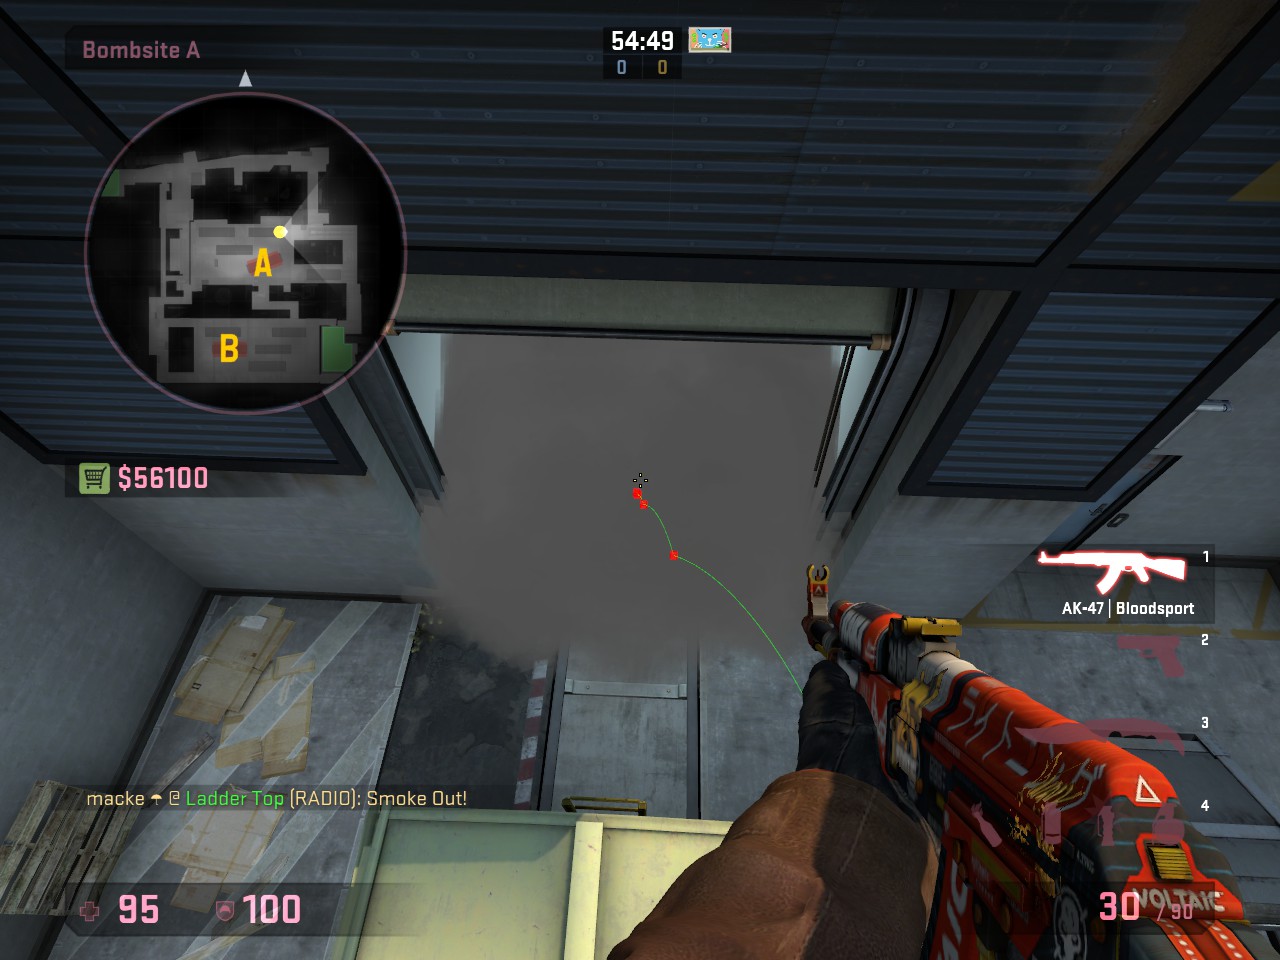 Bombsite A
54:49
0 0
A
B
$56100
1
AK-47 | Bloodsport
2
3
macke @ Ladder Top (RADIO): Smoke Out!
4
95
100
30 / 90
VOLTAIC